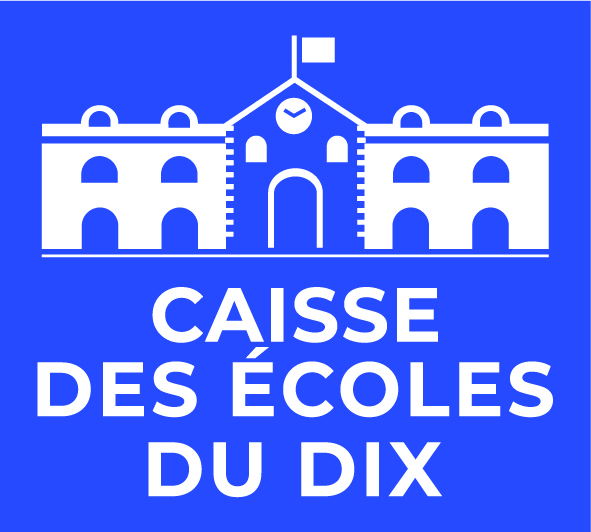 CAISSE
DES ÉCOLES
DU DIX